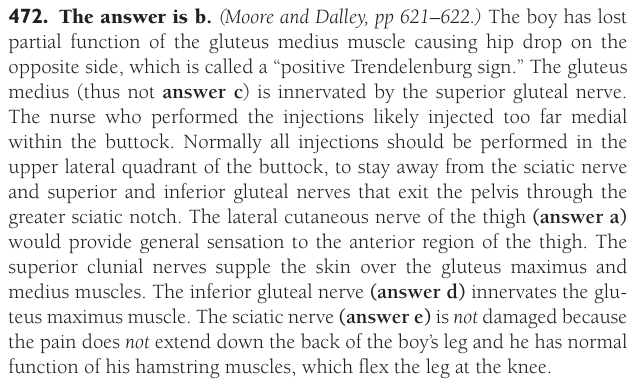 472. The answer is b. (Moore and Dalley, pp 621–622.) The boy has lost
partial function of the gluteus medius muscle causing hip drop on the
opposite side, which is called a “positive Trendelenburg sign.” The gluteus
medius (thus not answer c) is innervated by the superior gluteal nerve.
The nurse who performed the injections likely injected too far medial
within the buttock. Normally all injections should be performed in the
upper lateral quadrant of the buttock, to stay away from the sciatic nerve
and superior and inferior gluteal nerves that exit the pelvis through the
greater sciatic notch. The lateral cutaneous nerve of the thigh (answer a)
would provide general sensation to the anterior region of the thigh. The
superior clunial nerves supple the skin over the gluteus maximus and
medius muscles. The inferior gluteal nerve (answer d) innervates the glu-
teus maximus muscle. The sciatic nerve (answer e) is not damaged because
the pain does not extend down the back of the boy’s leg and he has normal
function of his hamstring muscles, which flex the leg at the knee.